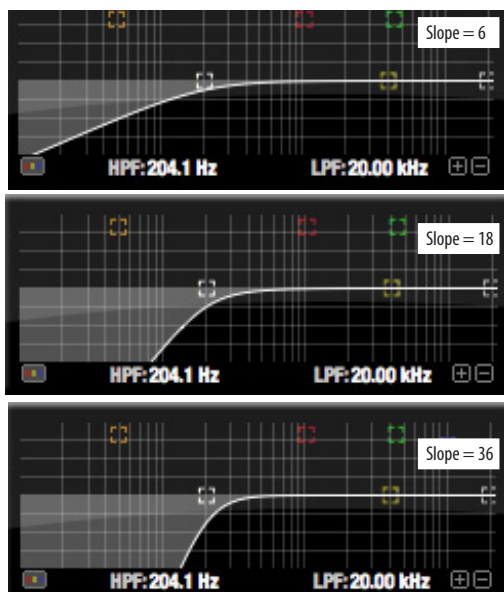 Slope = 6
HPF: 204.1 Hz LPF: 20.00 kHz
Slope = 18
HPF: 204.1 Hz LPF: 20.00 kHz
Slope = 36
HPF: 204.1 Hz LPF: 20.00 kHz